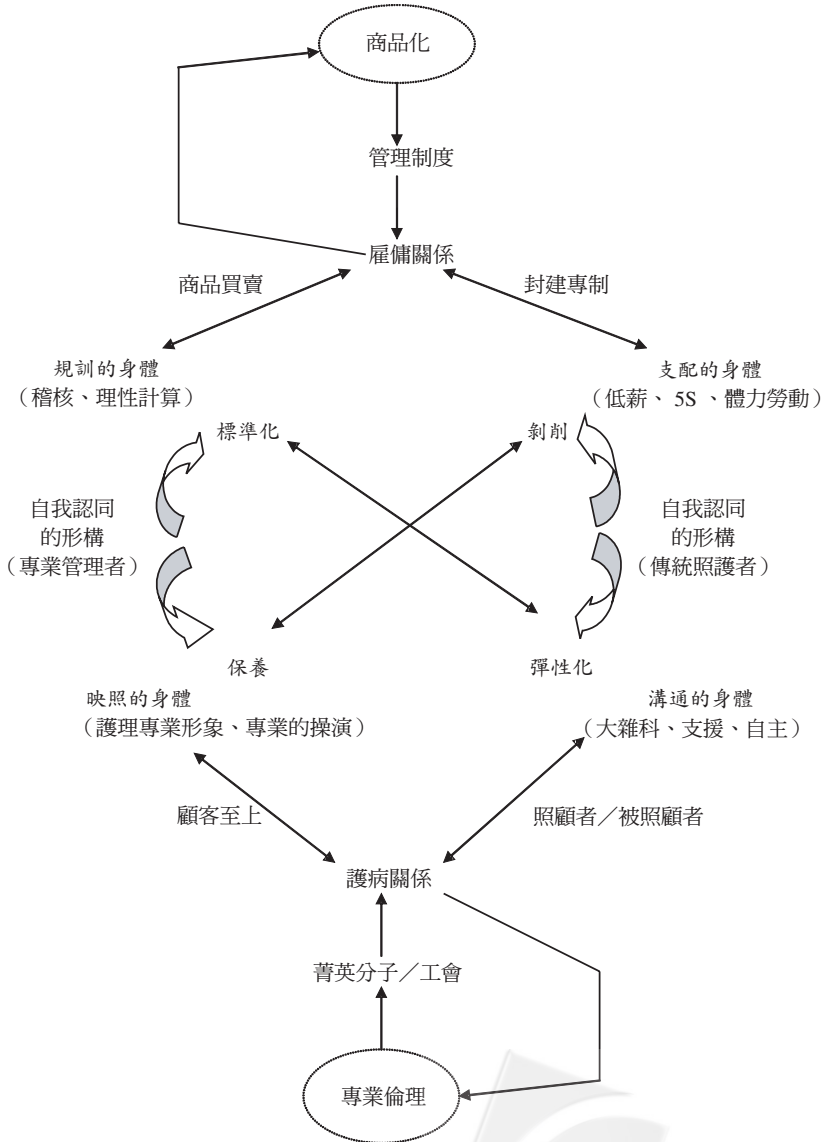 商品化
管理制度
雇傭關係
商品買賣
封建專制
規訓的身體
（稽核、理性計算）
支配的身體
（低薪、5S、體力勞動）
標準化
剝削
自我認同
的形構
（專業管理者）
自我認同
的形構
（傳統照護者）
保養
彈性化
映照的身體
（護理專業形象、專業的操演）
溝通的身體
（大雜科、支援、自主）
顧客至上
照顧者／被照顧者
護病關係
菁英分子／工會
專業倫理